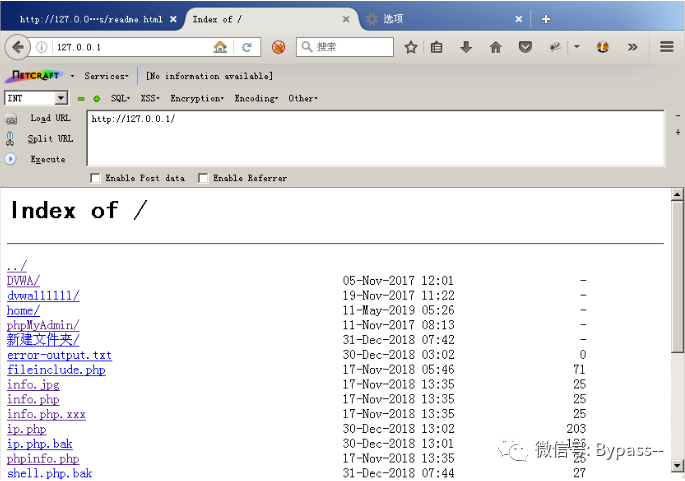 http://127.0.0···s/readme.html
Index of /
选项
127.0.0.1
搜索
NETCRAFT
Services
[No information available]
INT
SQL XSS Encryption Encoding Other
Load URL
http://127.0.0.1/
Split URL
Execute
Enable Post data Enable Referrer
Index of /
../
DVWA/ 05-Nov-2017 12:01 -
dvwa111111/ 19-Nov-2017 11:22 -
home/ 11-May-2019 05:26 -
phpMyAdmin/ 11-Nov-2017 08:13 -
新建文件夹/ 31-Dec-2018 07:42 -
error-output.txt 30-Dec-2018 03:02 0
fileinclude.php 17-Nov-2018 05:46 71
info.jpg 17-Nov-2018 13:35 25
info.php 17-Nov-2018 13:35 25
info.php.xxx 17-Nov-2018 13:35 25
ip.php 30-Dec-2018 13:02 203
ip.php.bak 30-Dec-2018 13:01
微信号: Bypass--
phpinfo.php 17-Nov-2018 13:35 25
shell.php.bak 31-Dec-2018 07:44 27